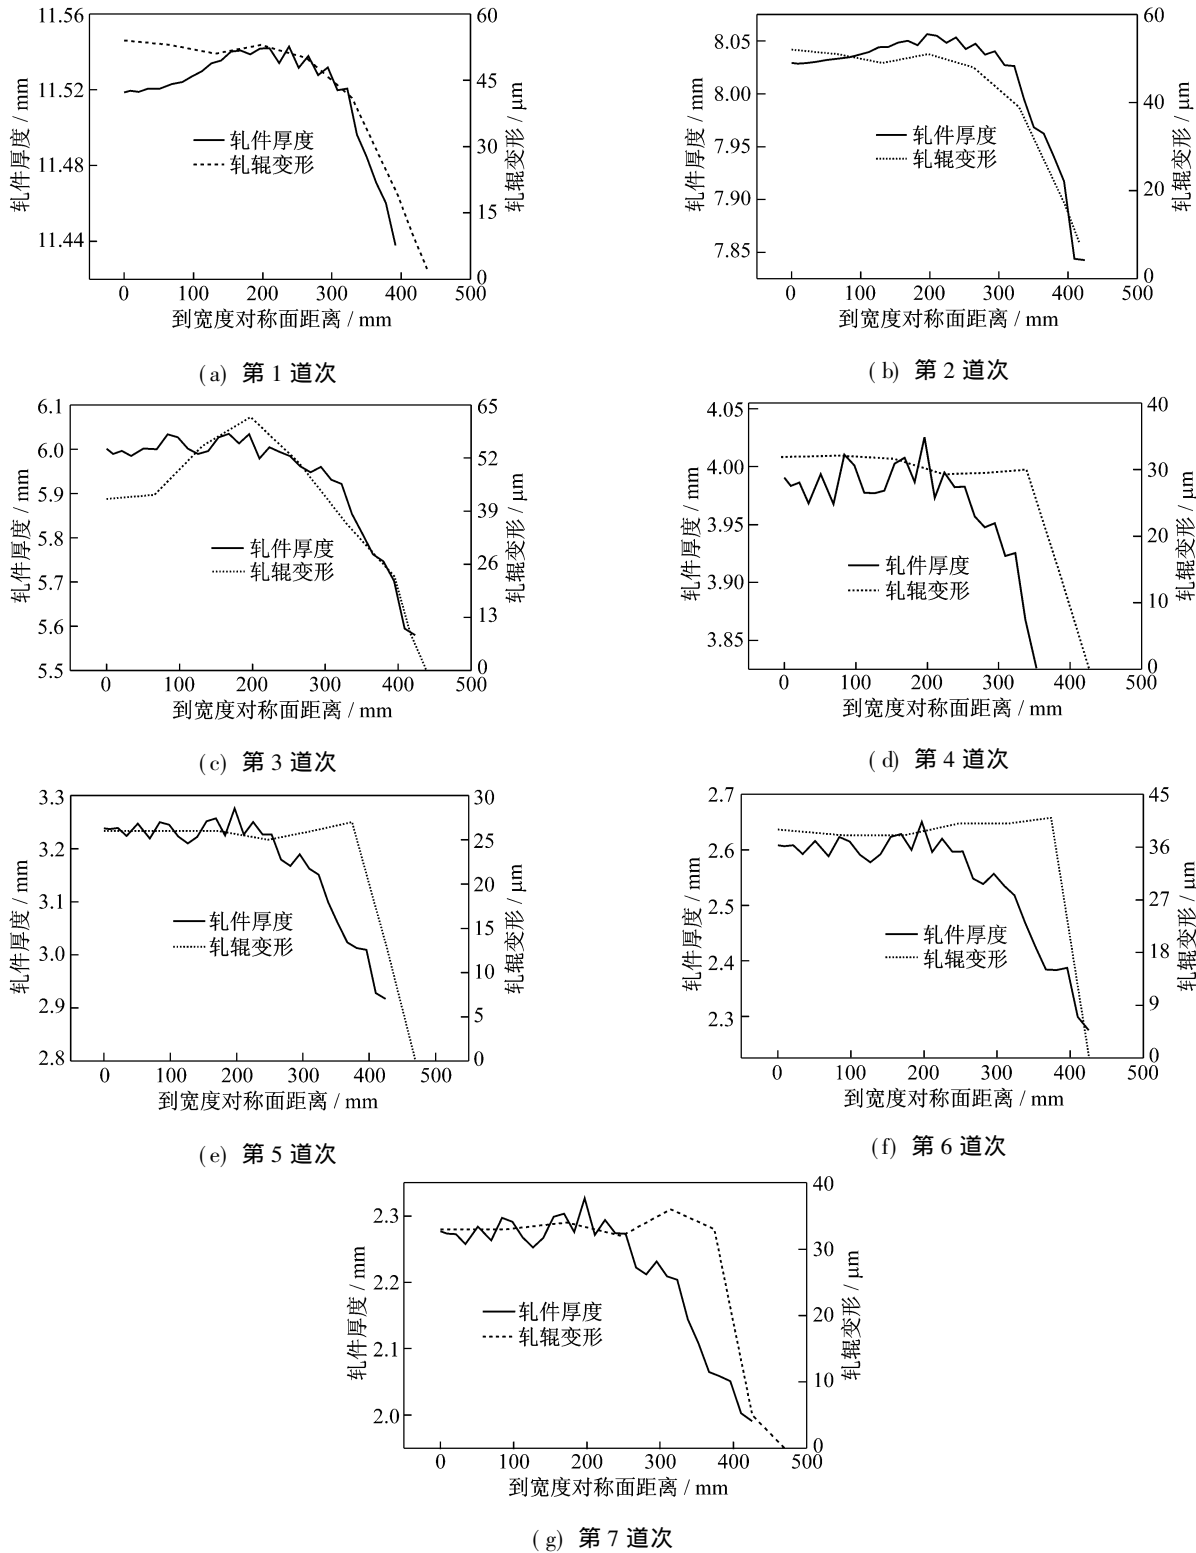 11.56
11.52
11.48
11.44
轧件厚度 / mm
60
45
30
15
0
轧辊变形 / μm
轧件厚度
轧辊变形
0 100 200 300 400 500
到宽度对称面距离 / mm
(a) 第 1 道次
8.05
8.00
7.95
7.90
7.85
轧件厚度 / mm
60
40
20
0
轧辊变形 / μm
轧件厚度
轧辊变形
0 100 200 300 400 500
到宽度对称面距离 / mm
(b) 第 2 道次
6.1
6.0
5.9
5.8
5.7
5.6
5.5
轧件厚度 / mm
65
52
39
26
13
0
轧辊变形 / μm
轧件厚度
轧辊变形
0 100 200 300 400 500
到宽度对称面距离 / mm
(c) 第 3 道次
4.05
4.00
3.95
3.90
3.85
轧件厚度 / mm
40
30
20
10
0
轧辊变形 / μm
轧件厚度
轧辊变形
0 100 200 300 400 500
到宽度对称面距离 / mm
(d) 第 4 道次
3.3
3.2
3.1
3.0
2.9
2.8
轧件厚度 / mm
30
25
20
15
10
5
0
轧辊变形 / μm
轧件厚度
轧辊变形
0 100 200 300 400 500
到宽度对称面距离 / mm
(e) 第 5 道次
2.7
2.6
2.5
2.4
2.3
轧件厚度 / mm
45
36
27
18
9
0
轧辊变形 / μm
轧件厚度
轧辊变形
0 100 200 300 400 500
到宽度对称面距离 / mm
(f) 第 6 道次
2.3
2.2
2.1
2.0
轧件厚度 / mm
40
30
20
10
0
轧辊变形 / μm
轧件厚度
轧辊变形
0 100 200 300 400 500
到宽度对称面距离 / mm
(g) 第 7 道次